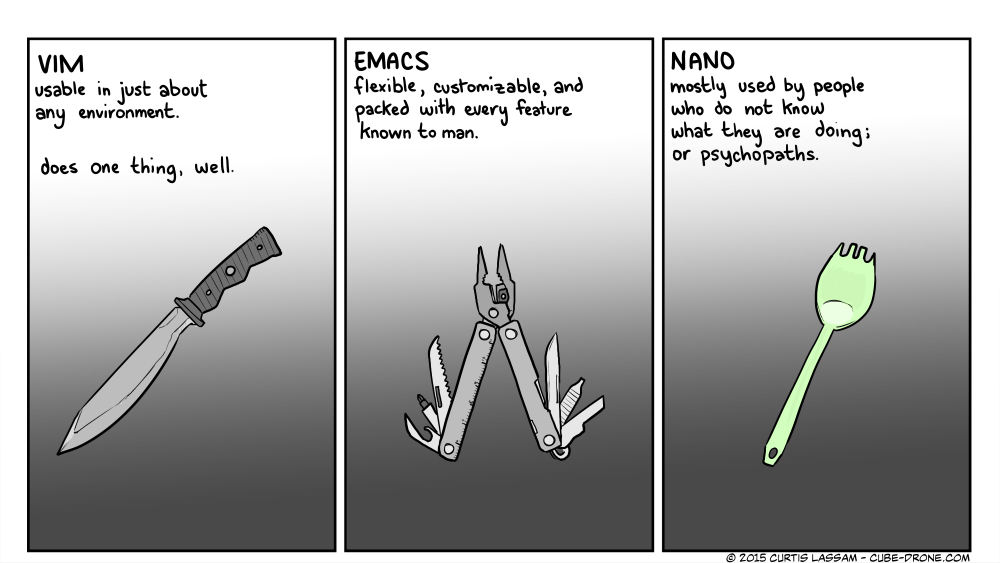 VIM
usable in just about
any environment.
does one thing, well.
EMACS
flexible, customizable, and
packed with every feature
known to man.
NANO
mostly used by people
who do not know
what they are doing;
or psychopaths.
© 2015 CURTIS LASSAM - CUBE-DRONE.COM